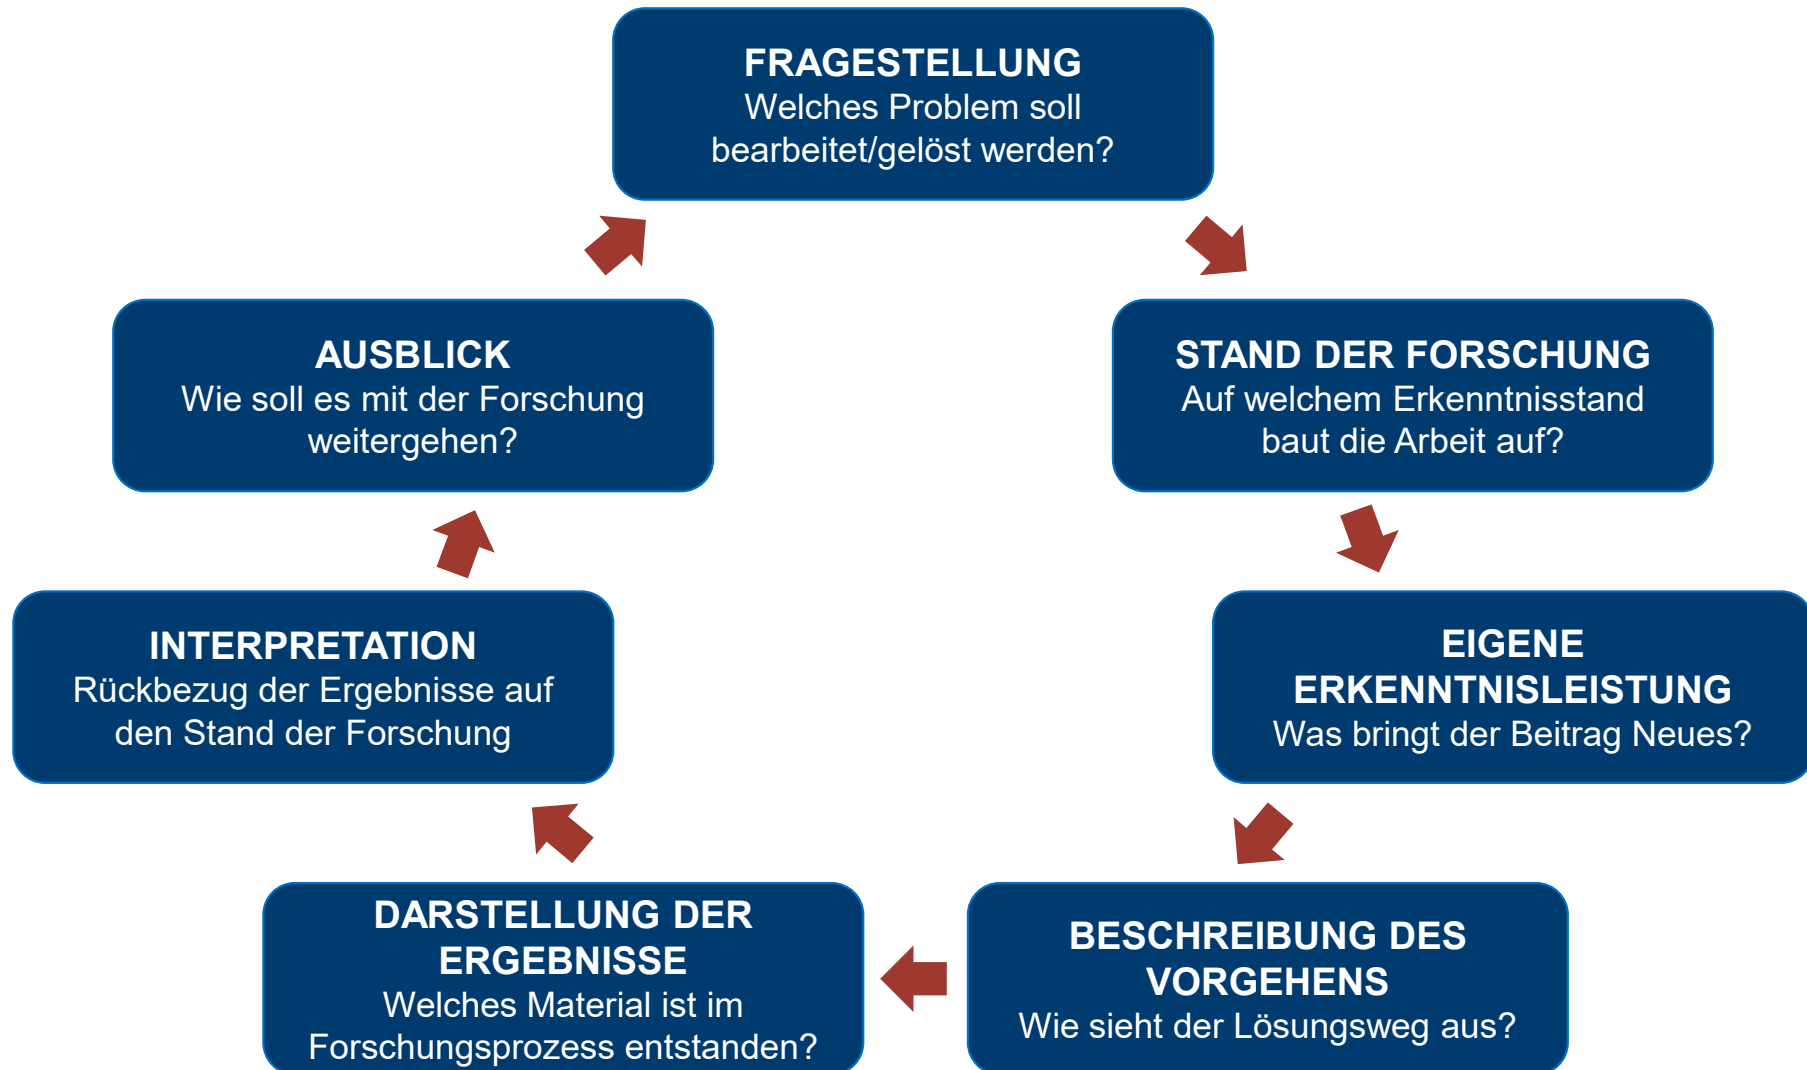 FRAGESTELLUNG
Welches Problem soll
bearbeitet/gelöst werden?
STAND DER FORSCHUNG
Auf welchem Erkenntnisstand
baut die Arbeit auf?
EIGENE
ERKENNTNISLEISTUNG
Was bringt der Beitrag Neues?
BESCHREIBUNG DES
VORGEHENS
Wie sieht der Lösungsweg aus?
DARSTELLUNG DER
ERGEBNISSE
Welches Material ist im
Forschungsprozess entstanden?
INTERPRETATION
Rückbezug der Ergebnisse auf
den Stand der Forschung
AUSBLICK
Wie soll es mit der Forschung
weitergehen?